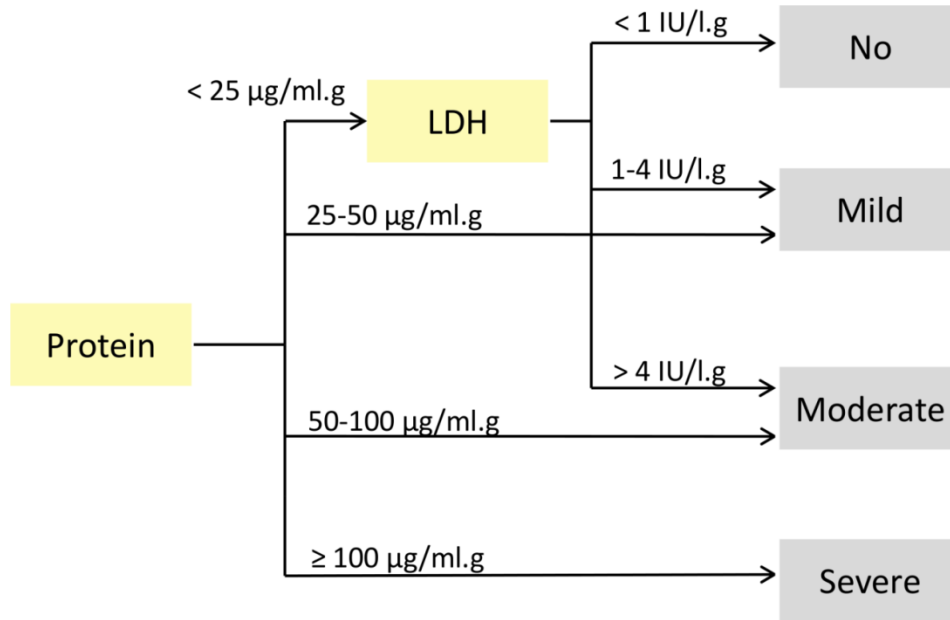 < 1 IU/l.g
No
< 25 µg/ml.g
LDH
1-4 IU/l.g
Mild
25-50 µg/ml.g
Protein
> 4 IU/l.g
Moderate
50-100 µg/ml.g
≥ 100 µg/ml.g
Severe